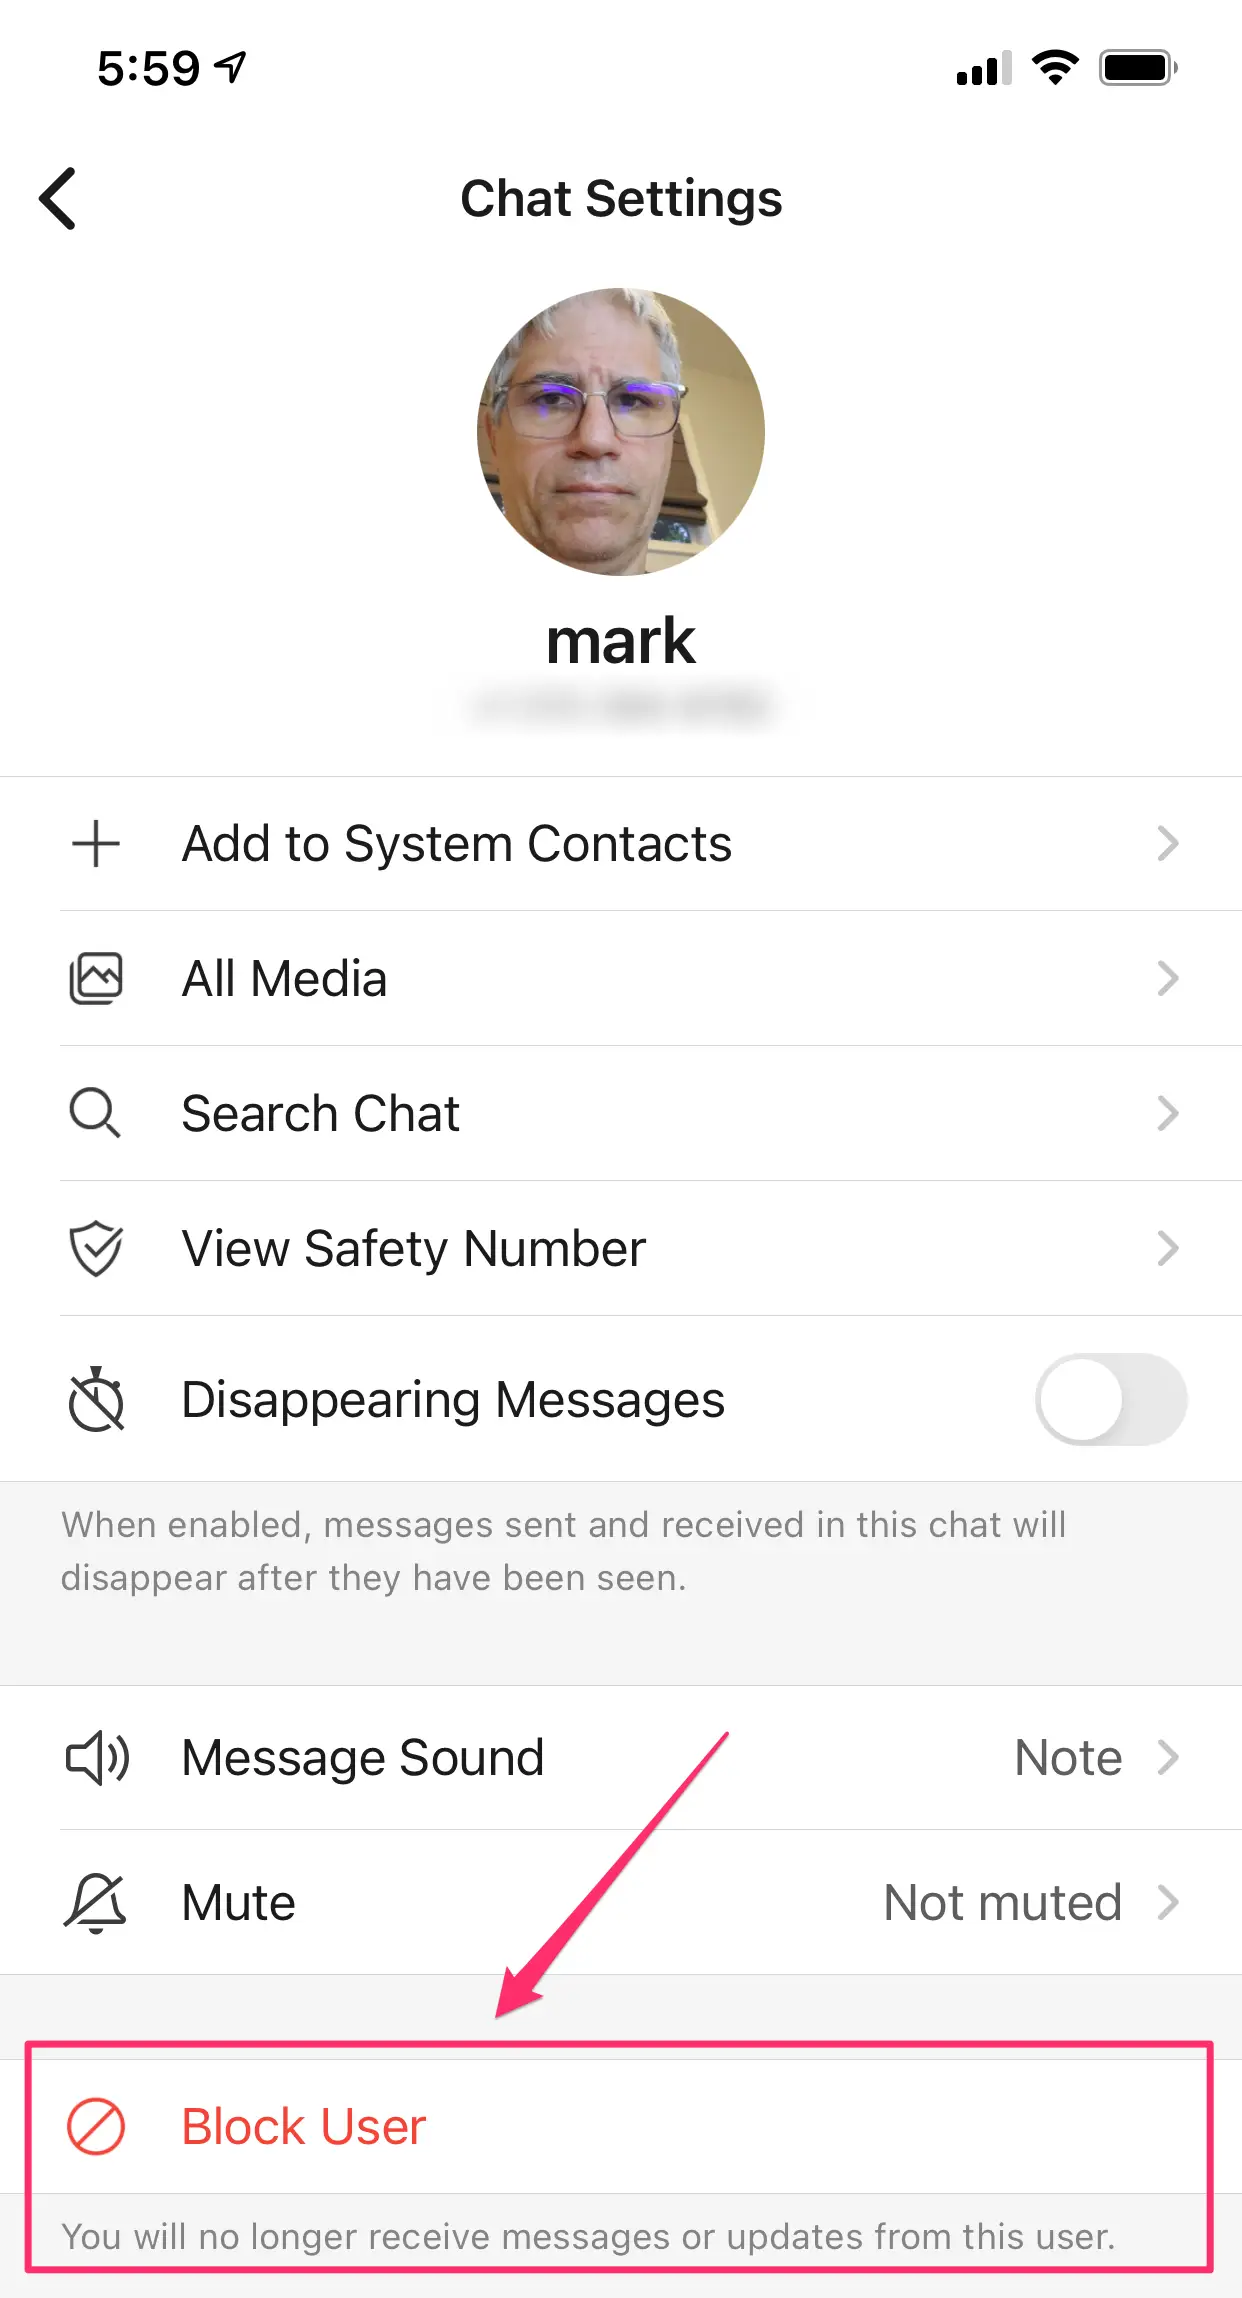 5:59
Chat Settings
mark
Add to System Contacts
All Media
Search Chat
View Safety Number
Disappearing Messages
When enabled, messages sent and received in this chat will
disappear after they have been seen.
Message Sound Note
Mute Not muted
Block User
You will no longer receive messages or updates from this user.